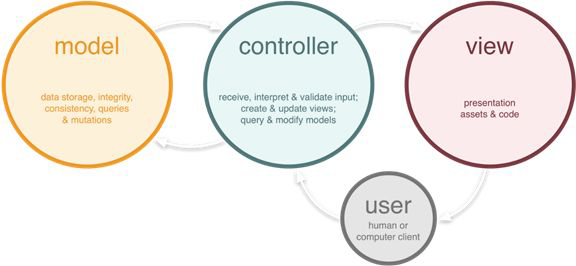 model
data storage, integrity,
consistency, queries
& mutations
controller
receive, interpret & validate input;
create & update views;
query & modify models
view
presentation
assets & code
user
human or
computer client